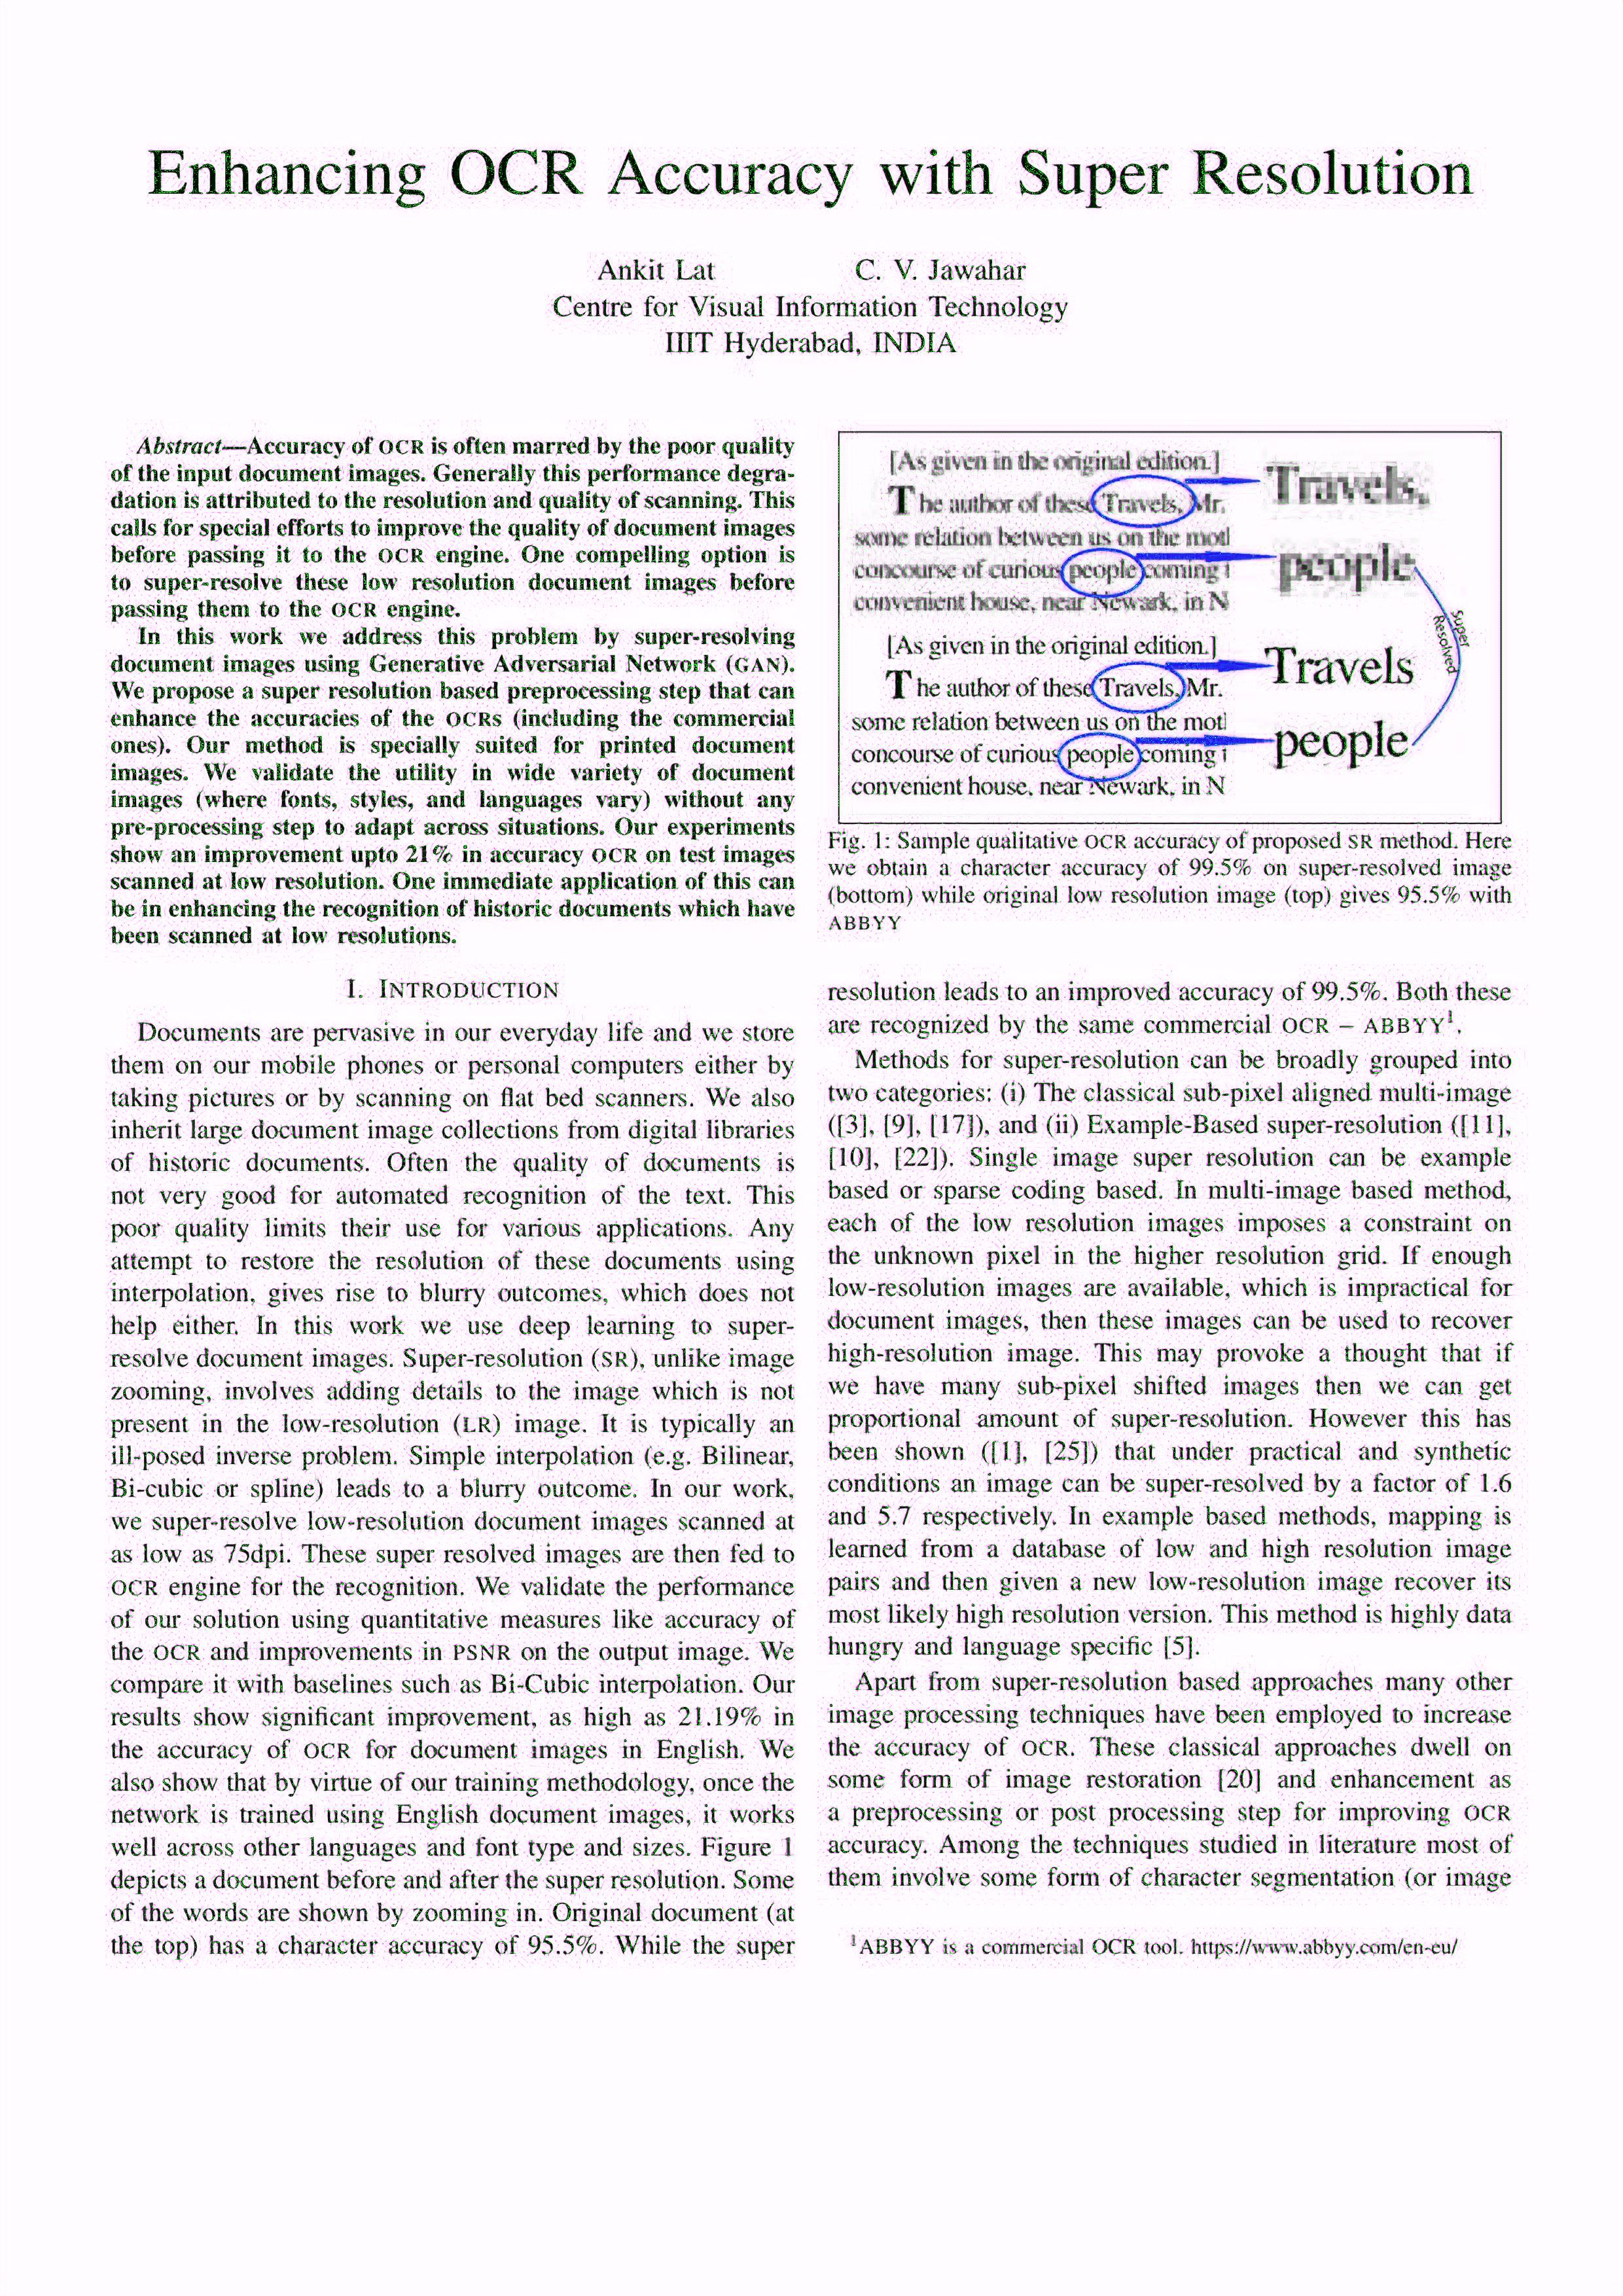 Enhancing OCR Accuracy with Super Resolution
Ankit Lat C. V. Jawahar
Centre for Visual Information Technology
IIIT Hyderabad, INDIA
Abstract—Accuracy of OCR is often marred by the poor quality
of the input document images. Generally this performance degra-
dation is attributed to the resolution and quality of scanning. This
calls for special efforts to improve the quality of document images
before passing it to the OCR engine. One compelling option is
to super-resolve these low resolution document images before
passing them to the OCR engine.
In this work we address this problem by super-resolving
document images using Generative Adversarial Network (GAN).
We propose a super resolution based preprocessing step that can
enhance the accuracies of the OCRs (including the commercial
ones). Our method is specially suited for printed document
images. We validate the utility in wide variety of document
images (where fonts, styles, and languages vary) without any
pre-processing step to adapt across situations. Our experiments
show an improvement upto 21% in accuracy OCR on test images
scanned at low resolution. One immediate application of this can
be in enhancing the recognition of historic documents which have
been scanned at low resolutions.
I. INTRODUCTION
Documents are pervasive in our everyday life and we store
them on our mobile phones or personal computers either by
taking pictures or by scanning on flat bed scanners. We also
inherit large document image collections from digital libraries
of historic documents. Often the quality of documents is
not very good for automated recognition of the text. This
poor quality limits their use for various applications. Any
attempt to restore the resolution of these documents using
interpolation, gives rise to blurry outcomes, which does not
help either. In this work we use deep learning to super-
resolve document images. Super-resolution (SR), unlike image
zooming, involves adding details to the image which is not
present in the low-resolution (LR) image. It is typically an
ill-posed inverse problem. Simple interpolation (e.g. Bilinear,
Bi-cubic or spline) leads to a blurry outcome. In our work,
we super-resolve low-resolution document images scanned at
as low as 75dpi. These super resolved images are then fed to
OCR engine for the recognition. We validate the performance
of our solution using quantitative measures like accuracy of
the OCR and improvements in PSNR on the output image. We
compare it with baselines such as Bi-Cubic interpolation. Our
results show significant improvement, as high as 21.19% in
the accuracy of OCR for document images in English. We
also show that by virtue of our training methodology, once the
network is trained using English document images, it works
well across other languages and font type and sizes. Figure 1
depicts a document before and after the super resolution. Some
of the words are shown by zooming in. Original document (at
the top) has a character accuracy of 95.5%. While the super
[As given in the original edition.]
The author of these Travels, Mr.
some relation between us on the moth
concourse of curious people coming t
convenient house, near Newark, in N
Travels,
people
[As given in the original edition.]
The author of these Travels, Mr.
some relation between us on the motl
concourse of curious people coming t
convenient house, near Newark, in N
Travels
people
Super
Resolved
Fig. 1: Sample qualitative OCR accuracy of proposed SR method. Here
we obtain a character accuracy of 99.5% on super-resolved image
(bottom) while original low resolution image (top) gives 95.5% with
ABBYY
resolution leads to an improved accuracy of 99.5%. Both these
are recognized by the same commercial OCR – ABBYY1.
Methods for super-resolution can be broadly grouped into
two categories: (i) The classical sub-pixel aligned multi-image
([3], [9], [17]), and (ii) Example-Based super-resolution ([11],
[10], [22]). Single image super resolution can be example
based or sparse coding based. In multi-image based method,
each of the low resolution images imposes a constraint on
the unknown pixel in the higher resolution grid. If enough
low-resolution images are available, which is impractical for
document images, then these images can be used to recover
high-resolution image. This may provoke a thought that if
we have many sub-pixel shifted images then we can get
proportional amount of super-resolution. However this has
been shown ([1], [25]) that under practical and synthetic
conditions an image can be super-resolved by a factor of 1.6
and 5.7 respectively. In example based methods, mapping is
learned from a database of low and high resolution image
pairs and then given a new low-resolution image recover its
most likely high resolution version. This method is highly data
hungry and language specific [5].
Apart from super-resolution based approaches many other
image processing techniques have been employed to increase
the accuracy of OCR. These classical approaches dwell on
some form of image restoration [20] and enhancement as
a preprocessing or post processing step for improving OCR
accuracy. Among the techniques studied in literature most of
them involve some form of character segmentation (or image
1ABBYY is a commercial OCR tool. https://www.abbyy.com/en-eu/